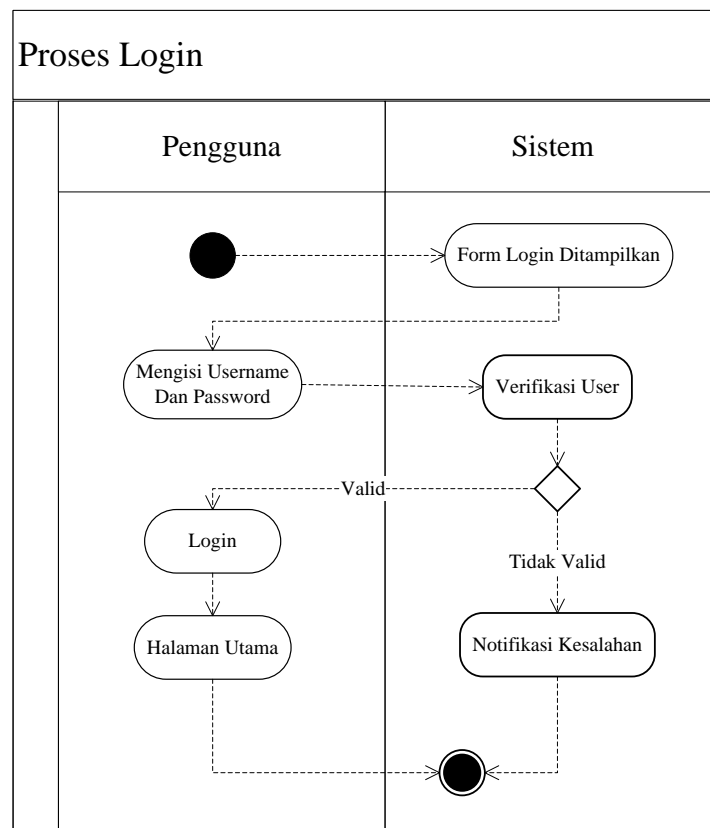 Proses Login
Pengguna
Sistem
Form Login Ditampilkan
Mengisi Username
Dan Password
Verifikasi User
Valid
Login
Tidak Valid
Halaman Utama
Notifikasi Kesalahan